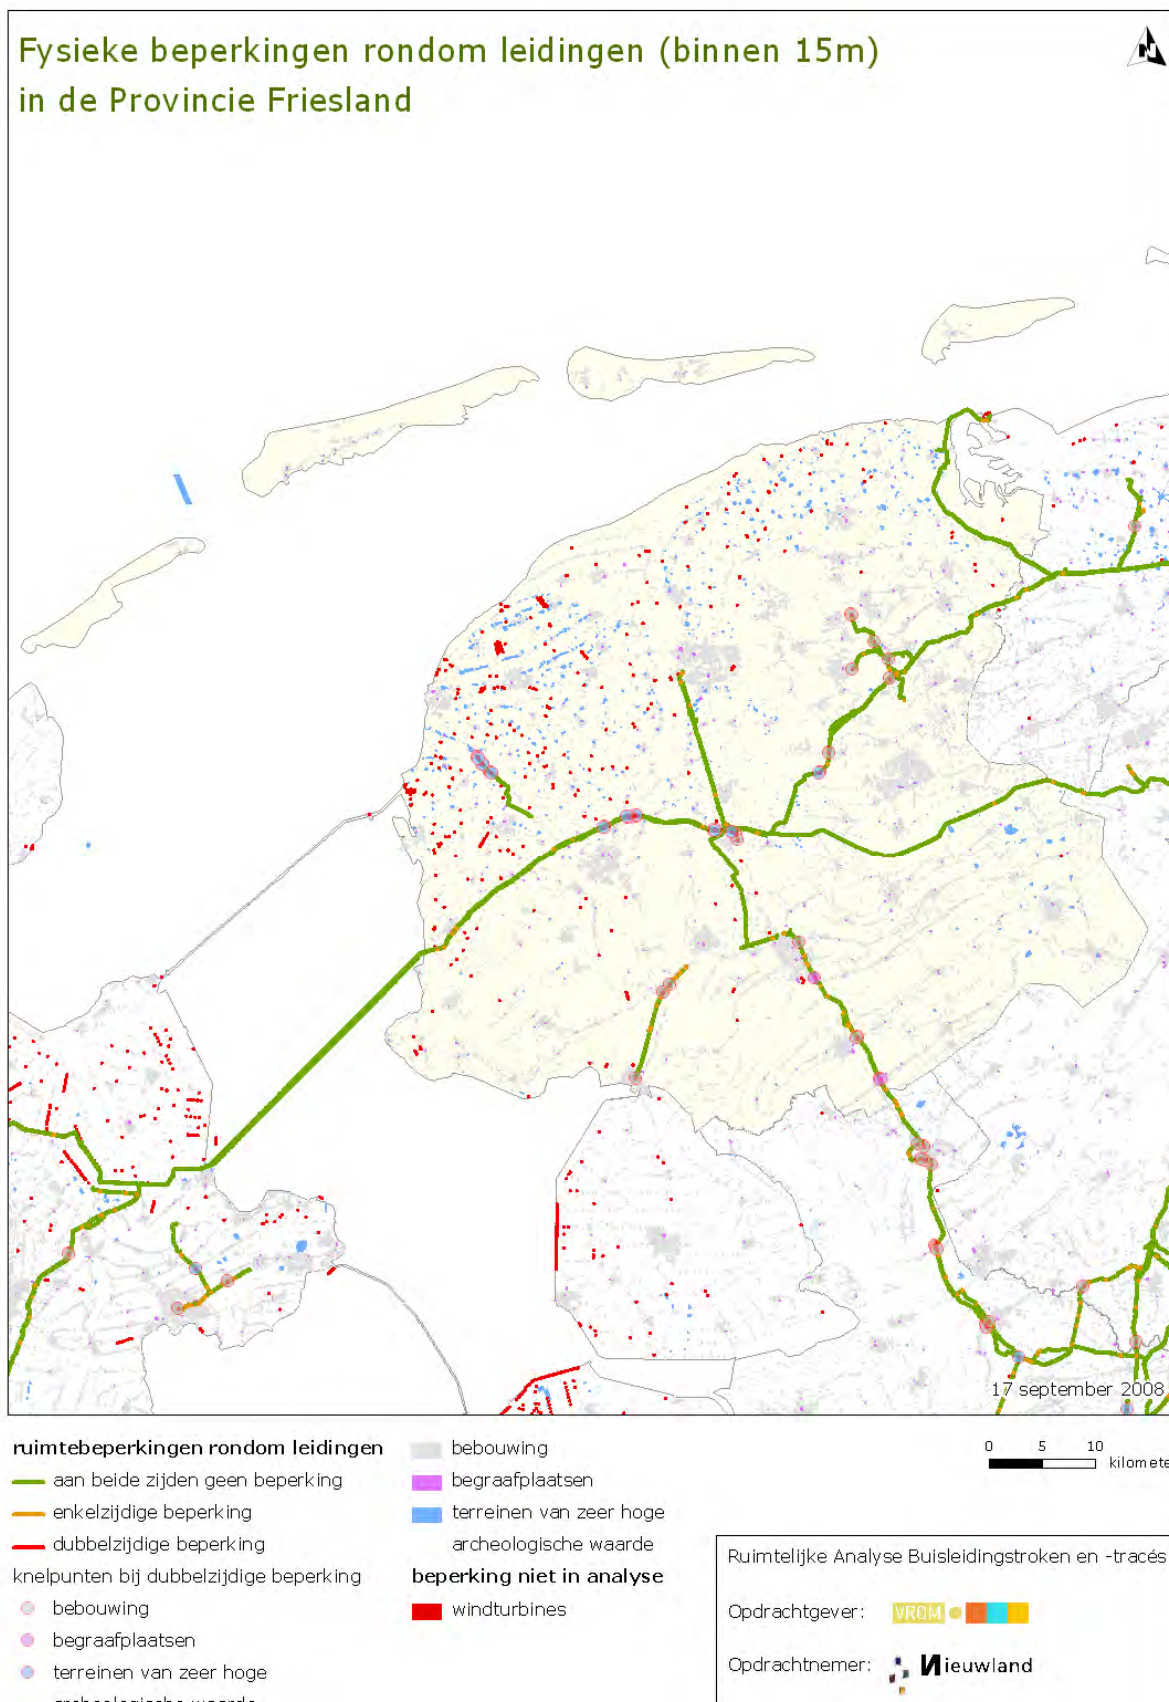 Fysieke beperkingen rondom leidingen (binnen 15m)
in de Provincie Friesland
N
17 september 2008
ruimtebeperkingen rondom leidingen
aan beide zijden geen beperking
enkelzijdige beperking
dubbelzijdige beperking
knelpunten bij dubbelzijdige beperking
bebouwing
begraafplaatsen
terreinen van zeer hoge
archeologische waarde
bebouwing
begraafplaatsen
terreinen van zeer hoge
archeologische waarde
beperking niet in analyse
windturbines
0 5 10
kilomete
Ruimtelijke Analyse Buisleidingstroken en -tracés
Opdrachtgever: VROM
Opdrachtnemer: Nieuwland